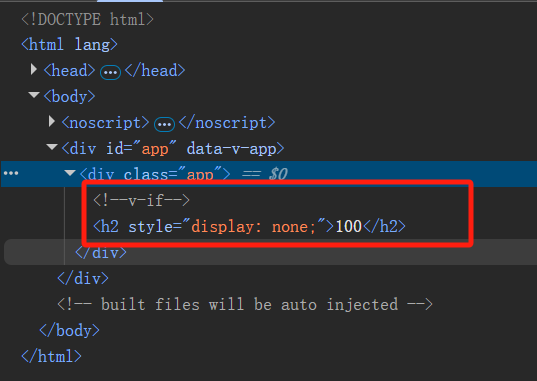 <!DOCTYPE html>
<html lang>
<head> ••• </head>
<body>
<noscript> ••• </noscript>
<div id="app" data-v-app>
••• <div class="app"> == $0
<!--v-if-->
<h2 style="display: none;">100</h2>
</div>
</div>
<!-- built files will be auto injected -->
</body>
</html>